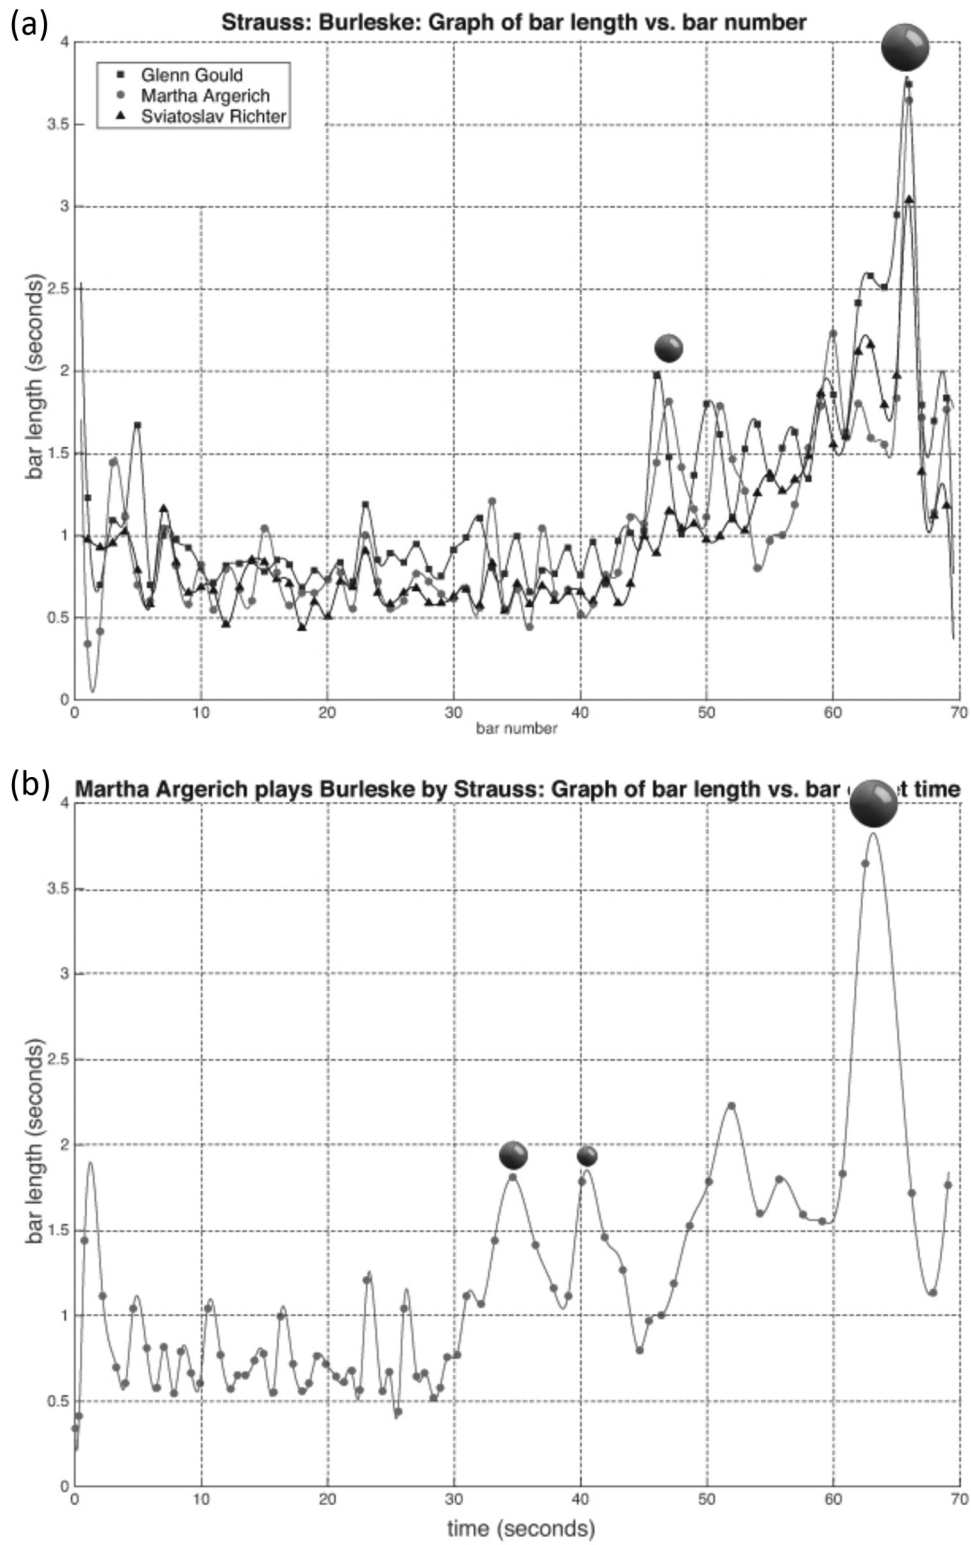 (a)
Strauss: Burleske: Graph of bar length vs. bar number
4
Glenn Gould
Martha Argerich
Sviatoslav Richter
3.5
3
2.5
2
1.5
1
0.5
0
bar length (seconds)
0 10 20 30 40 50 60 70
bar number
(b)
Martha Argerich plays Burleske by Strauss: Graph of bar length vs. bar et time
4
3.5
3
2.5
2
1.5
1
0.5
0
bar length (seconds)
0 10 20 30 40 50 60 70
time (seconds)